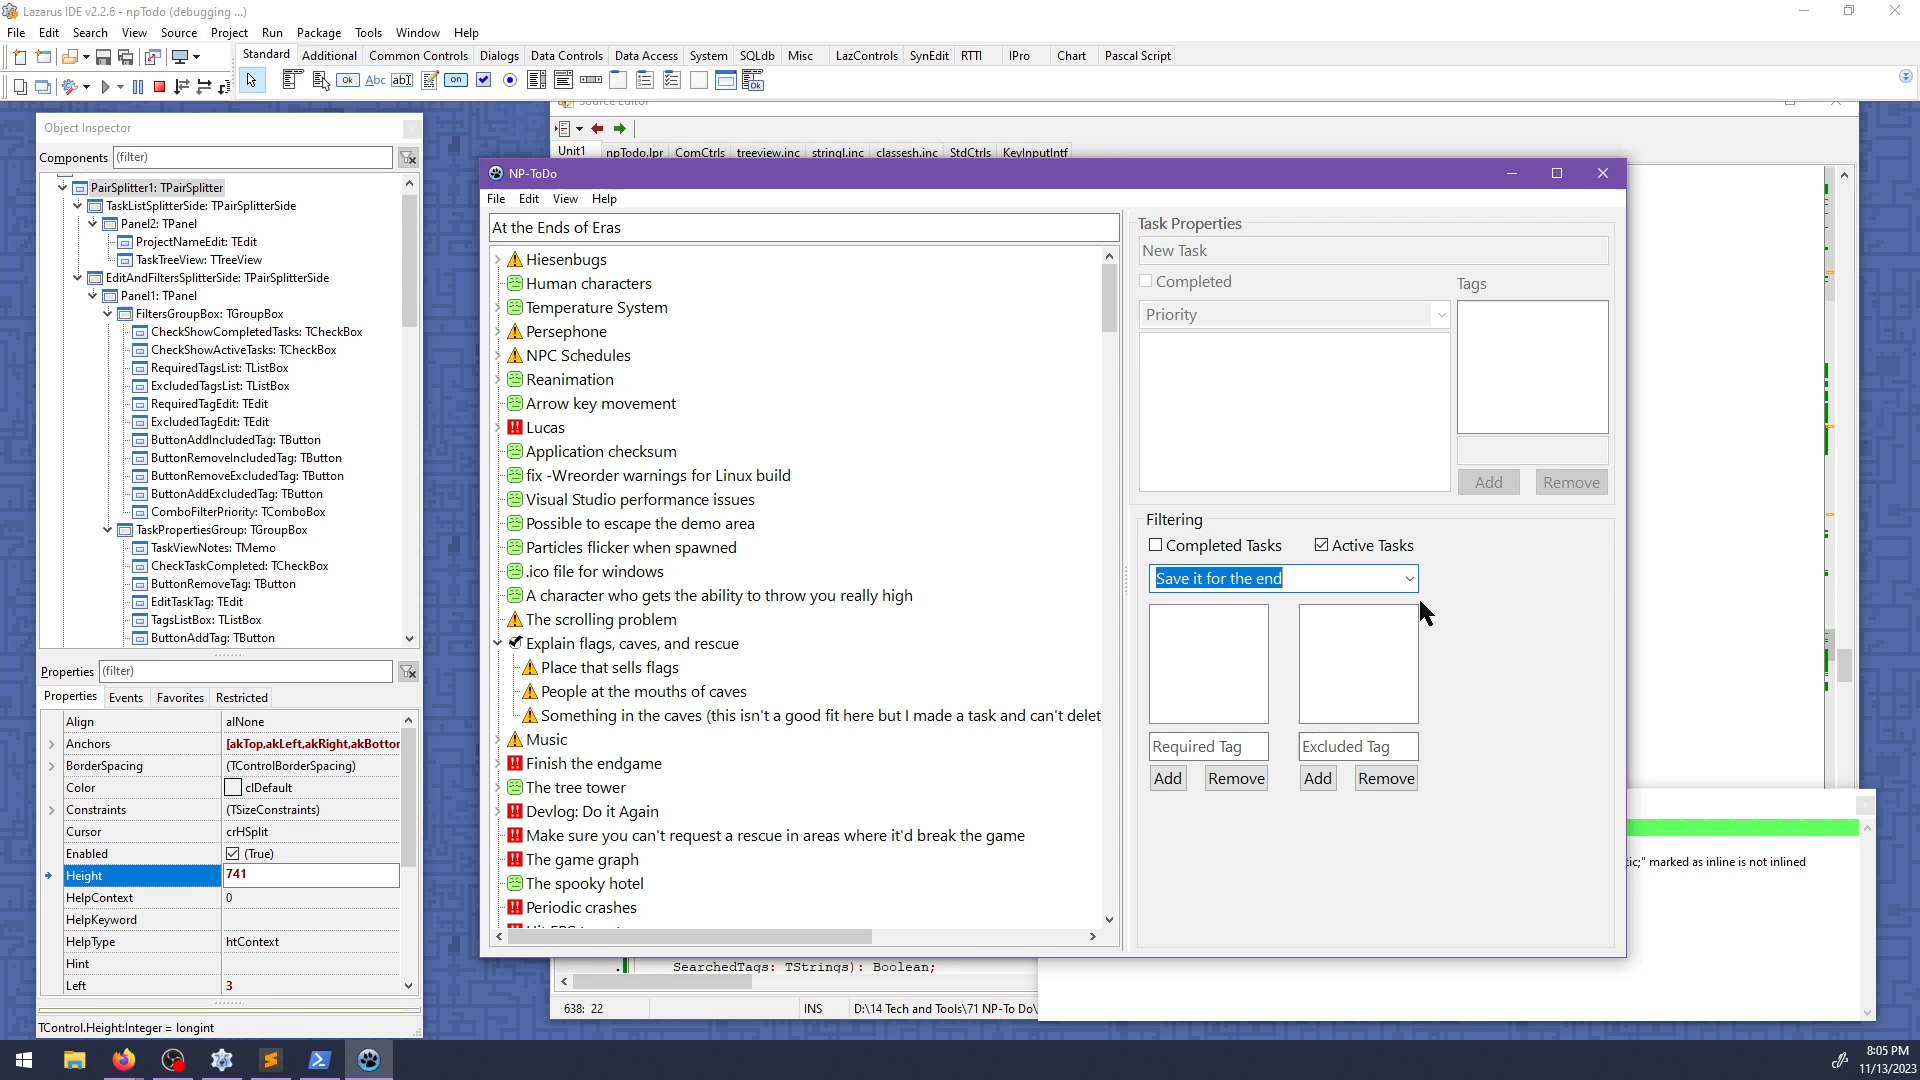 Lazarus IDE v2.2.6 - npTodo (debugging ...)
File Edit Search View Source Project Run Package Tools Window Help
Standard Additional Common Controls Dialogs Data Controls Data Access System SQLdb Misc LazControls SynEdit RTTI IPro Chart Pascal Script
Ok Abc ab on Ok
Object Inspector
Components (filter)
PairSplitter1: TPairSplitter
TaskListSplitterSide: TPairSplitterSide
Panel2: TPanel
ProjectNameEdit: TEdit
TaskTreeView: TTreeView
EditAndFiltersSplitterSide: TPairSplitterSide
Panel1: TPanel
FiltersGroupBox: TGroupBox
CheckShowCompletedTasks: TCheckBox
CheckShowActiveTasks: TCheckBox
RequiredTagsList: TListBox
ExcludedTagsList: TListBox
RequiredTagEdit: TEdit
ExcludedTagEdit: TEdit
ButtonAddIncludedTag: TButton
ButtonRemoveIncludedTag: TButton
ButtonRemoveExcludedTag: TButton
ButtonAddExcludedTag: TButton
ComboFilterPriority: TComboBox
TaskPropertiesGroup: TGroupBox
TaskViewNotes: TMemo
CheckTaskCompleted: TCheckBox
ButtonRemoveTag: TButton
EditTaskTag: TEdit
TagsListBox: TListBox
ButtonAddTag: TButton
Properties (filter)
Properties Events Favorites Restricted
Align alNone
Anchors [akTop,akLeft,akRight,akBottor
BorderSpacing (TControlBorderSpacing)
Color clDefault
Constraints (TSizeConstraints)
Cursor crHSplit
Enabled (True)
Height 741
HelpContext 0
HelpKeyword
HelpType htContext
Hint
Left 3
TControl.Height:Integer = longint
Source Editor
Unit1 npTodo.lpr ComCtrls treeview.inc stringl.inc classesh.inc StdCtrls KeyInputIntf
NP-ToDo
File Edit View Help
At the Ends of Eras
Hiesenbugs
Human characters
Temperature System
Persephone
NPC Schedules
Reanimation
Arrow key movement
Lucas
Application checksum
fix -Wreorder warnings for Linux build
Visual Studio performance issues
Possible to escape the demo area
Particles flicker when spawned
.ico file for windows
A character who gets the ability to throw you really high
The scrolling problem
Explain flags, caves, and rescue
Place that sells flags
People at the mouths of caves
Something in the caves (this isn't a good fit here but I made a task and can't delet
Music
Finish the endgame
The tree tower
Devlog: Do it Again
Make sure you can't request a rescue in areas where it'd break the game
The game graph
The spooky hotel
Periodic crashes
Task Properties
New Task
Completed
Tags
Priority
Add Remove
Filtering
Completed Tasks Active Tasks
Save it for the end
Required Tag Excluded Tag
Add Remove Add Remove
tic;" marked as inline is not inlined
SearchedTags: TStrings): Boolean;
638: 22 INS D:\14 Tech and Tools\71 NP-To Do\
8:05 PM
11/13/2023